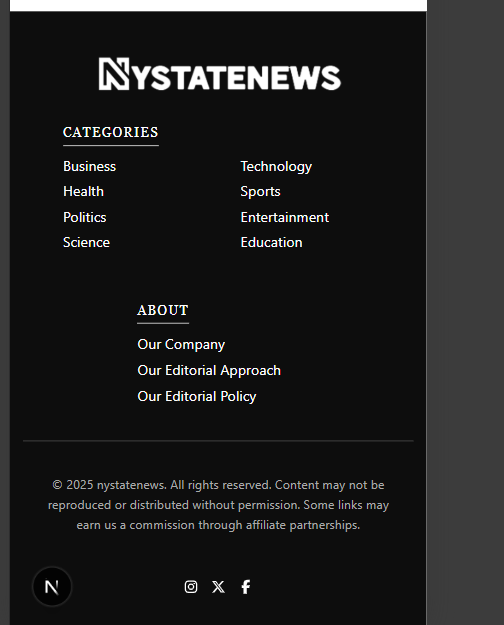 NYSTATENEWS
CATEGORIES
Business
Technology
Health
Sports
Politics
Entertainment
Science
Education
ABOUT
Our Company
Our Editorial Approach
Our Editorial Policy
© 2025 nystatenews. All rights reserved. Content may not be
reproduced or distributed without permission. Some links may
earn us a commission through affiliate partnerships.
N